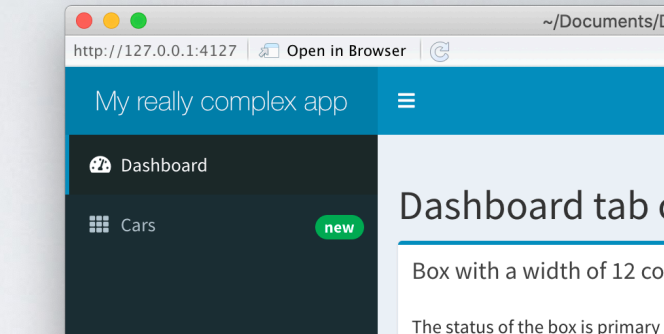 ~/Documents/
http://127.0.0.1:4127 Open in Browser
My really complex app
Dashboard
Cars new
Dashboard tab
Box with a width of 12
The status of the box is primary